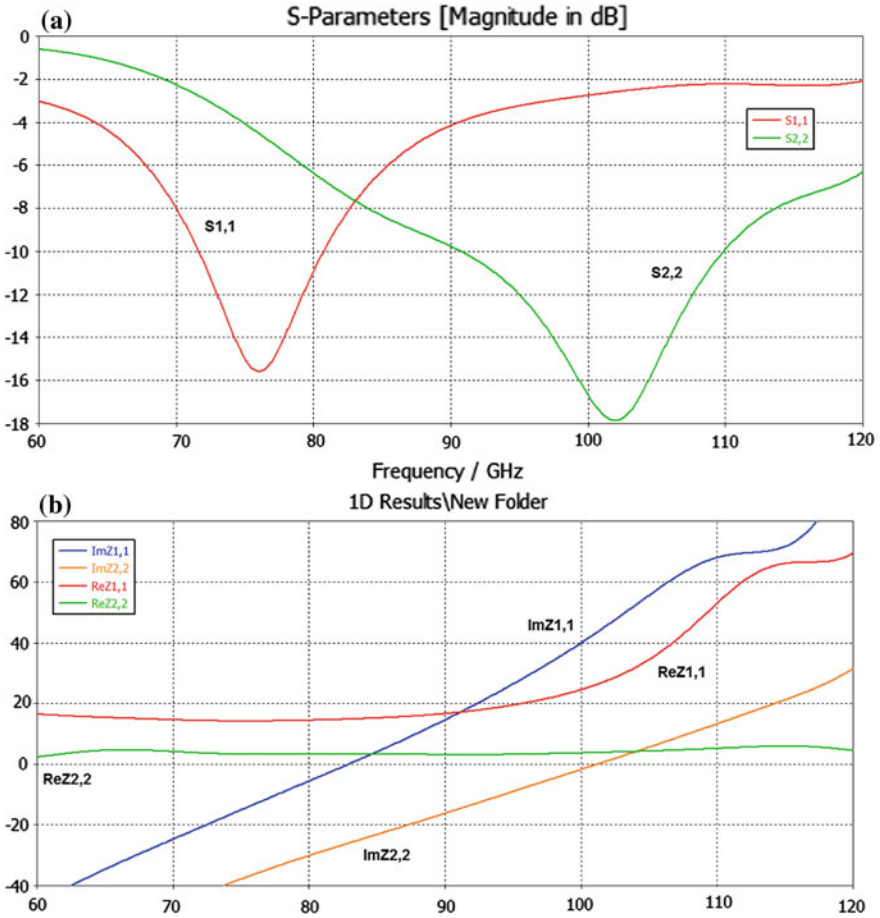 (a)
S-Parameters [Magnitude in dB]
0
-2
-4
-6
-8
-10
-12
-14
-16
-18
S1,1
S2,2
S1,1
S2,2
60
70
80
90
100
110
120
Frequency / GHz
(b)
1D Results\New Folder
80
60
40
20
0
-20
-40
ImZ1,1
ImZ2,2
ReZ1,1
ReZ2,2
ImZ1,1
ReZ1,1
ReZ2,2
ImZ2,2
60
70
80
90
100
110
120